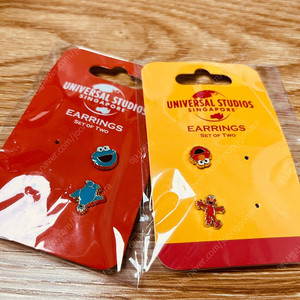 UNIVERSAL STUDIOS
SINGAPORE
EARRINGS
SET OF TWO
UNIVERSAL STUDIOS
SINGAPORE
EARRINGS
SET OF TWO